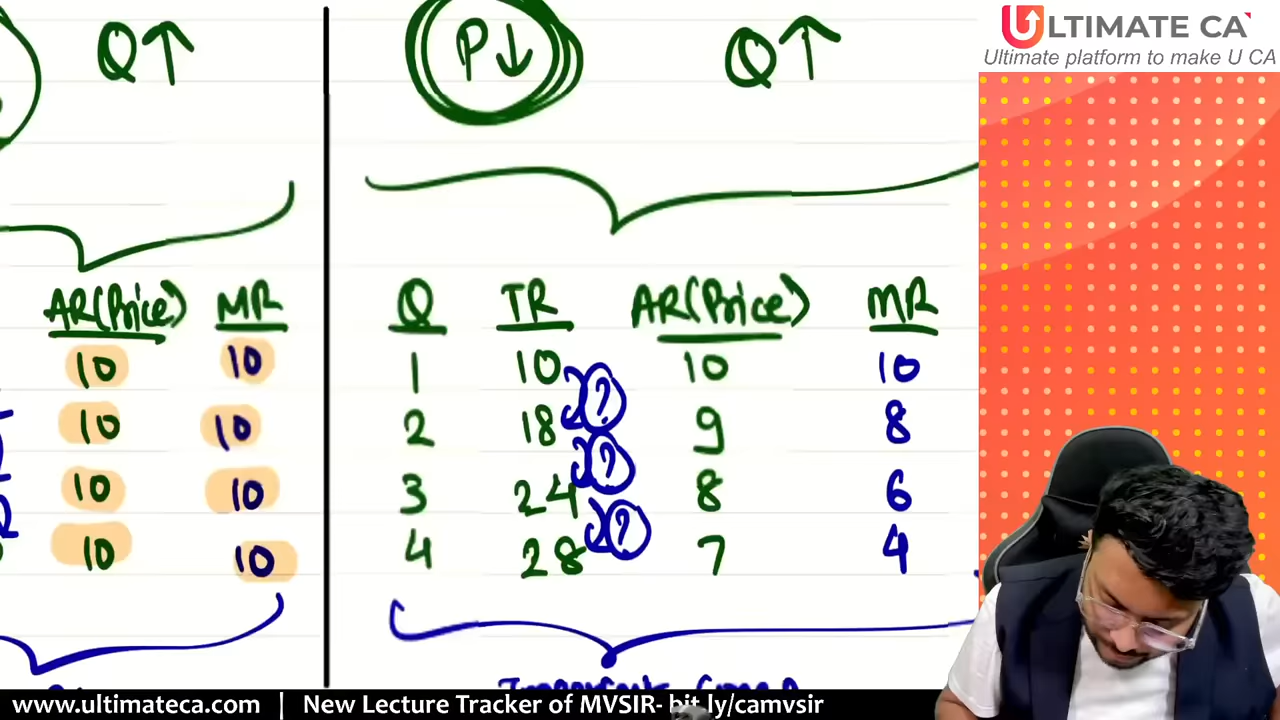 Q↑
P↓ Q↑
ULTIMATE CA
Ultimate platform to make U CA
AR(Price) MR
10 10
10 10
10 10
10 10
Q TR AR(Price) MR
1 10 ? 10 10
2 18 ? 9 8
3 24 ? 8 6
4 28 7 4
www.ultimateca.com | New Lecture Tracker of MVSIR- bit.ly/camvsir